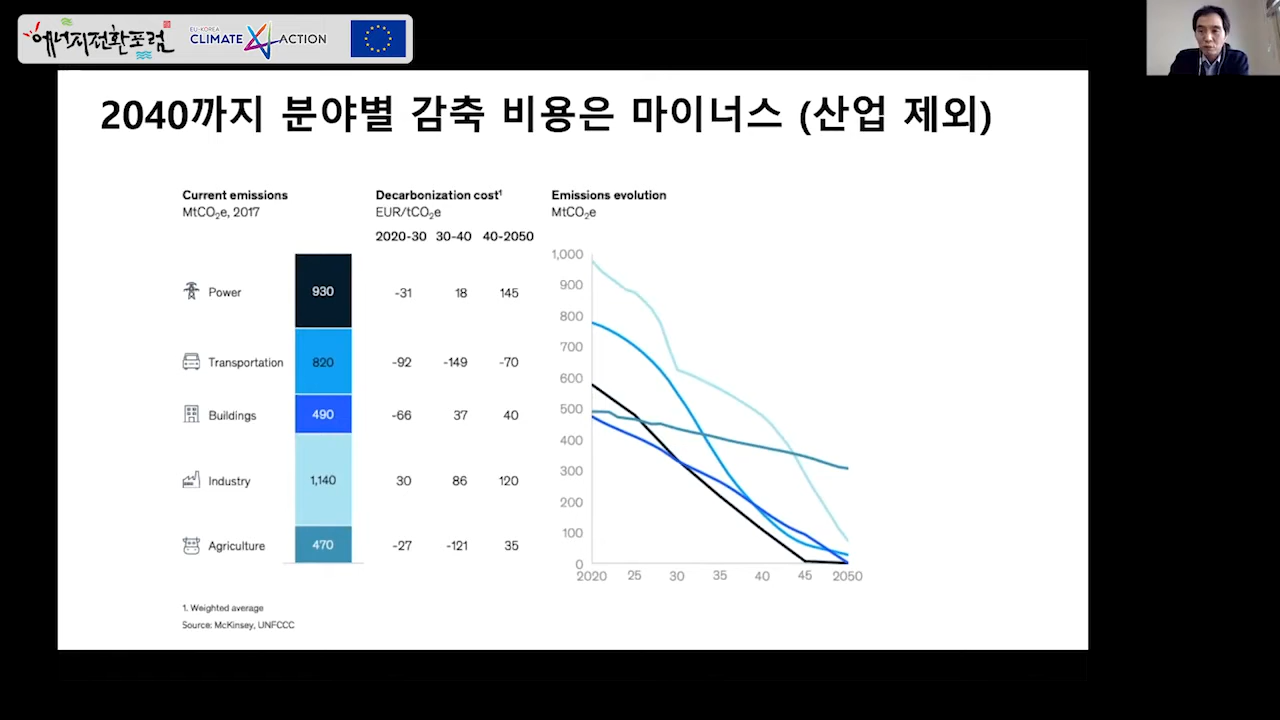 에너지전환포럼
EU-KOREA
CLIMATE ACTION
2040까지 분야별 감축 비용은 마이너스 (산업 제외)
Current emissions
MtCO₂e, 2017
Decarbonization cost¹
EUR/tCO₂e
2020-30 30-40 40-2050
Emissions evolution
MtCO₂e
Power 930 -31 18 145
Transportation 820 -92 -149 -70
Buildings 490 -66 37 40
Industry 1,140 30 86 120
Agriculture 470 -27 -121 35
1,000
900
800
700
600
500
400
300
200
100
0
2020 25 30 35 40 45 2050
1. Weighted average
Source: McKinsey, UNFCCC